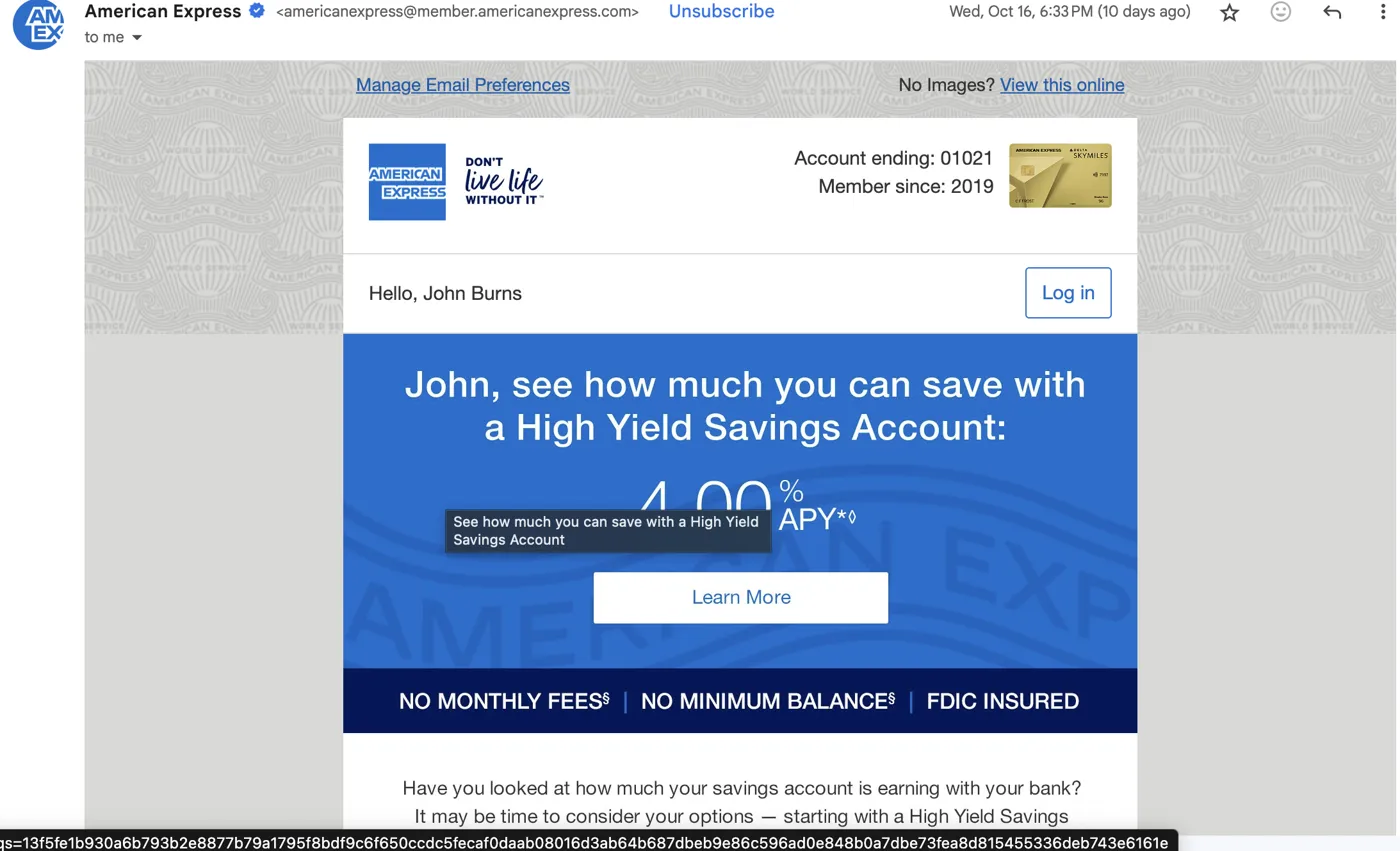 American Express <americanexpress@member.americanexpress.com> Unsubscribe Wed, Oct 16, 6:33 PM (10 days ago)
to me
Manage Email Preferences No Images? View this online
AMERICAN EXPRESS
DON'T
live life
WITHOUT IT™
Account ending: 01021
Member since: 2019
AMERICAN EXPRESS DELTA
SKYMILES
Hello, John Burns
Log in
John, see how much you can save with
a High Yield Savings Account:
4.00% APY*◊
See how much you can save with a High Yield
Savings Account
Learn More
NO MONTHLY FEES§ | NO MINIMUM BALANCE§ | FDIC INSURED
Have you looked at how much your savings account is earning with your bank?
It may be time to consider your options — starting with a High Yield Savings
qs=13f5fe1b930a6b793b2e8877b79a1795f8bdf9c6f650ccdc5fecaf0daab08016d3ab64b687dbeb9e86c596ad0e848b0a7dbe73fea8d815455336deb743e6161e